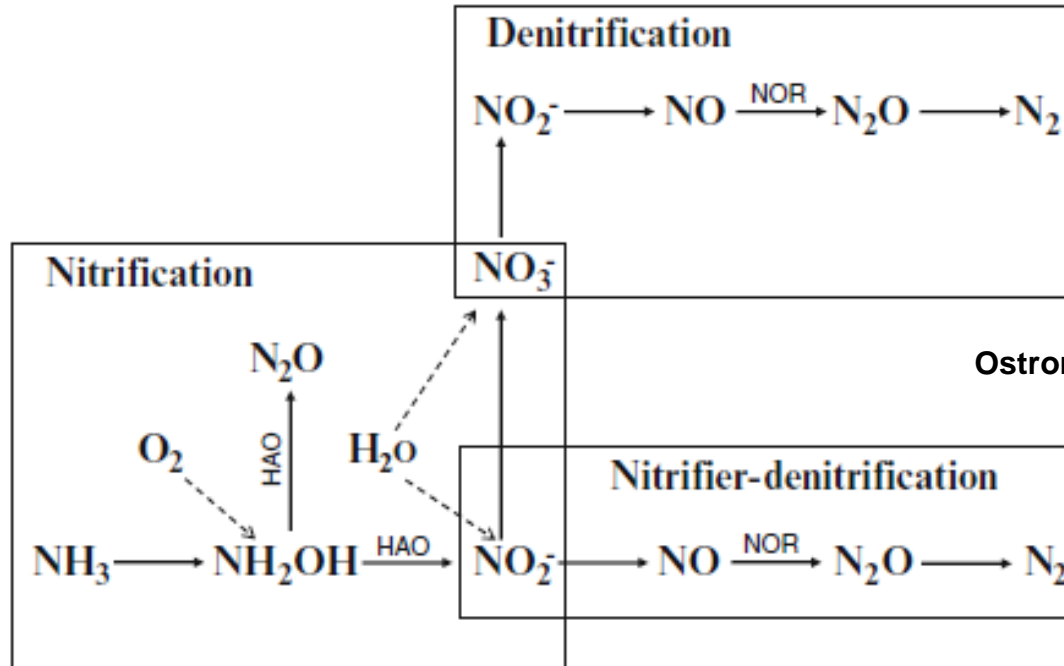 Denitrification
NO₂⁻ NO NOR N₂O N₂
NO₃⁻
Nitrification
N₂O
Ostrom
O₂ HAO H₂O
Nitrifier-denitrification
NH₃ NH₂OH HAO NO₂⁻ NO NOR N₂O N₂